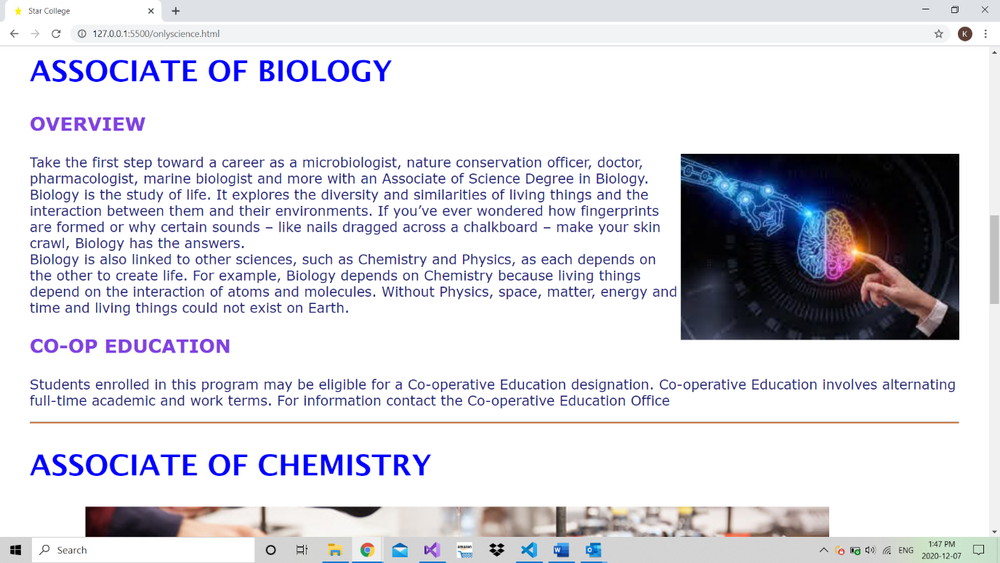 Star College
127.0.0.1:5500/onlyscience.html
K
ASSOCIATE OF BIOLOGY
OVERVIEW
Take the first step toward a career as a microbiologist, nature conservation officer, doctor,
pharmacologist, marine biologist and more with an Associate of Science Degree in Biology.
Biology is the study of life. It explores the diversity and similarities of living things and the
interaction between them and their environments. If you’ve ever wondered how fingerprints
are formed or why certain sounds – like nails dragged across a chalkboard – make your skin
crawl, Biology has the answers.
Biology is also linked to other sciences, such as Chemistry and Physics, as each depends on
the other to create life. For example, Biology depends on Chemistry because living things
depend on the interaction of atoms and molecules. Without Physics, space, matter, energy and
time and living things could not exist on Earth.
CO-OP EDUCATION
Students enrolled in this program may be eligible for a Co-operative Education designation. Co-operative Education involves alternating
full-time academic and work terms. For information contact the Co-operative Education Office
ASSOCIATE OF CHEMISTRY
Search
amazon
ENG
1:47 PM
2020-12-07